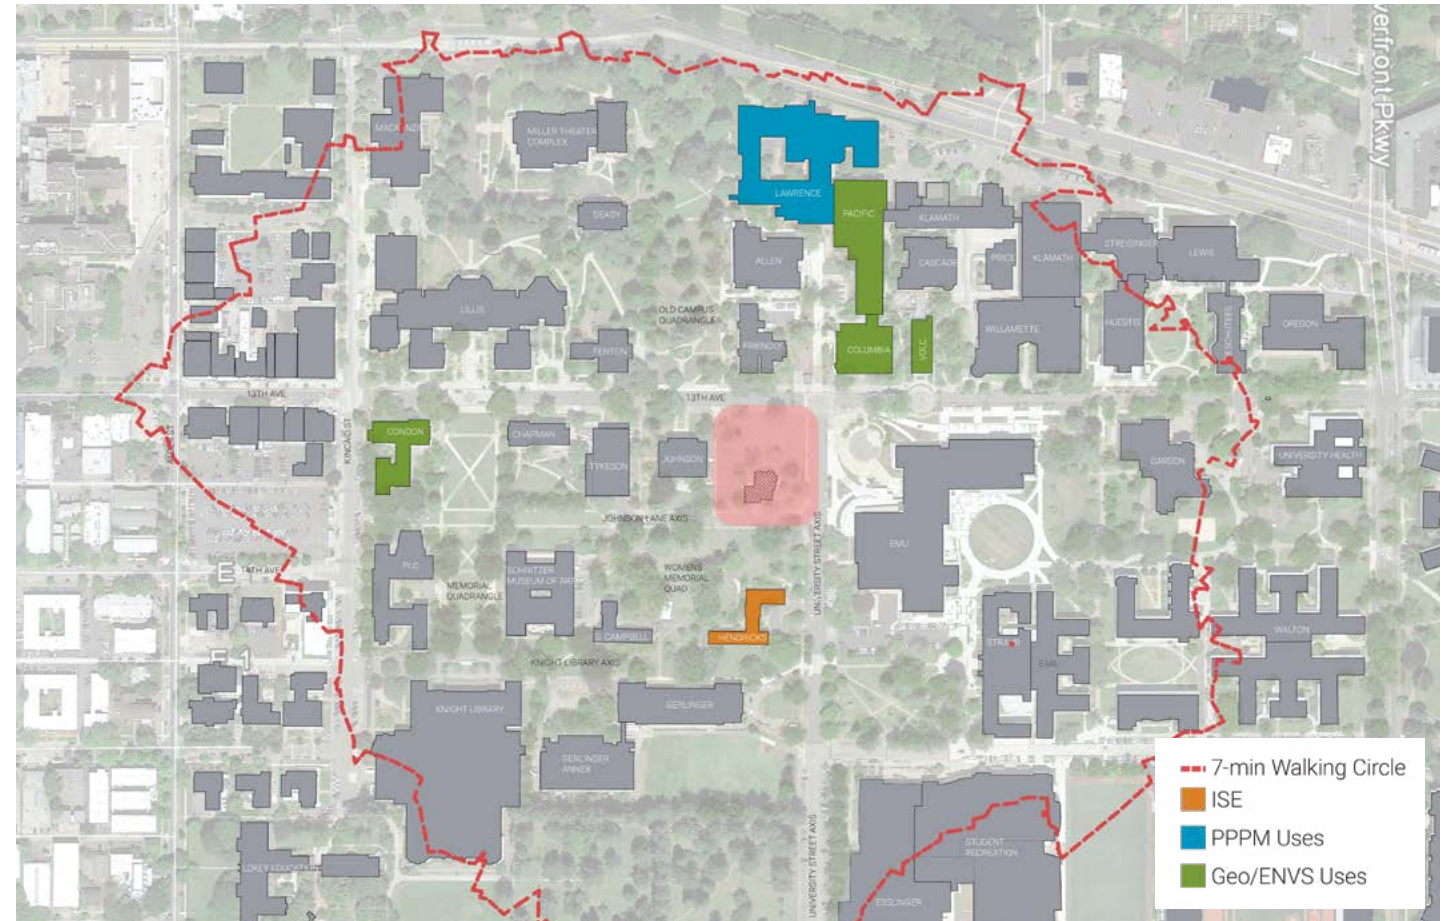 verfront Pkwy
MACKENZIE
MILLER THEATER
COMPLEX
LAWRENCE
DEADY
PACIFIC
KLAMATH
STREISINGER
LEWIS
ALLEN
CASCADE
PRICE
KLAMATH
LILLIS
OLD CAMPUS
QUADRANGLE
FENTON
FRIENDLY
COLUMBIA
VOLC
WILLAMETTE
HUESTIS
OREGON
13TH AVE
13TH AVE
KINCAID ST
CONDON
CHAPMAN
TYKESON
JOHNSON
CARSON
UNIVERSITY HEALTH
JOHNSON LANE AXIS
UNIVERSITY STREET AXIS
EMU
E
14TH AVE
PLC
MEMORIAL
QUADRANGLE
SCHNITZER
MUSEUM OF ART
WOMENS
MEMORIAL
QUAD
S. CAMPBELL
HENDRICKS
STRAUB
WALTON
KNIGHT LIBRARY AXIS
KNIGHT LIBRARY
GERLINGER
GERLINGER
ANNEX
UNIVERSITY STREET AXIS
STUDENT
RECREATION
ESSLINGER
7-min Walking Circle
ISE
PPPM Uses
Geo/ENVS Uses